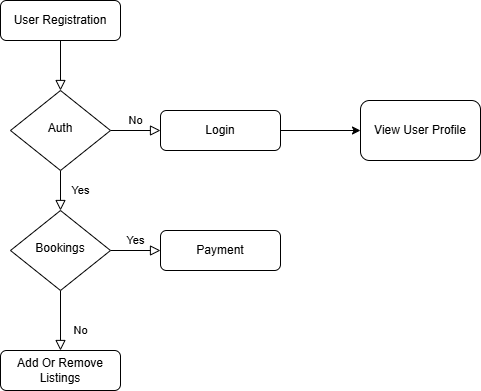 User Registration
Auth
No
Login
View User Profile
Yes
Bookings
Yes
Payment
No
Add Or Remove
Listings